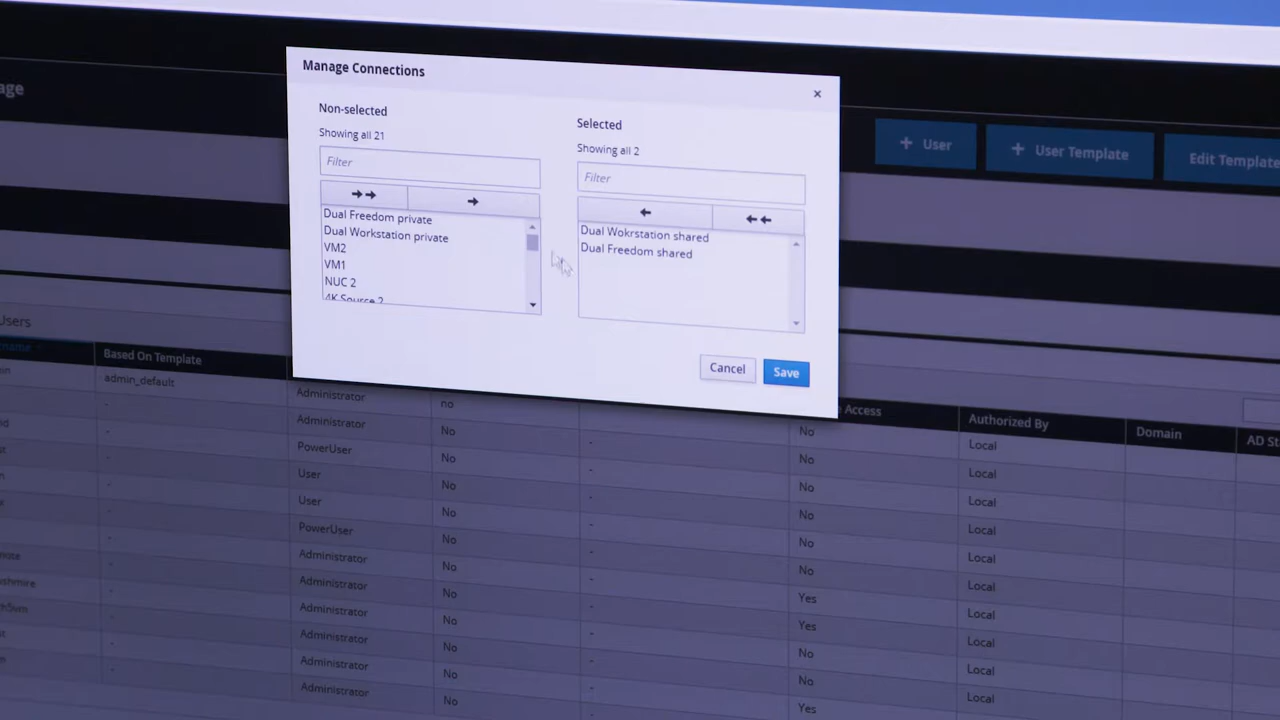 Manage Connections
×
Non-selected
Showing all 21
Filter
Dual Freedom private
Dual Workstation private
VM2
VM1
NUC 2
4K Source 2
Selected
Showing all 2
Filter
Dual Wokrstation shared
Dual Freedom shared
Cancel
Save
+ User
+ User Template
Edit Template
Users
Based On Template
Access
Authorized By
Domain
admin_default
Administrator
no
No
Local
-
Administrator
No
-
No
Local
-
PowerUser
No
-
No
Local
-
User
No
-
No
Local
-
User
No
-
No
Local
-
PowerUser
No
-
No
Local
-
Administrator
No
-
Yes
Local
-
Administrator
No
-
Yes
Local
-
Administrator
No
-
No
Local
-
Administrator
No
-
No
Local
-
Administrator
No
-
Yes
Local
-
Administrator
No
-